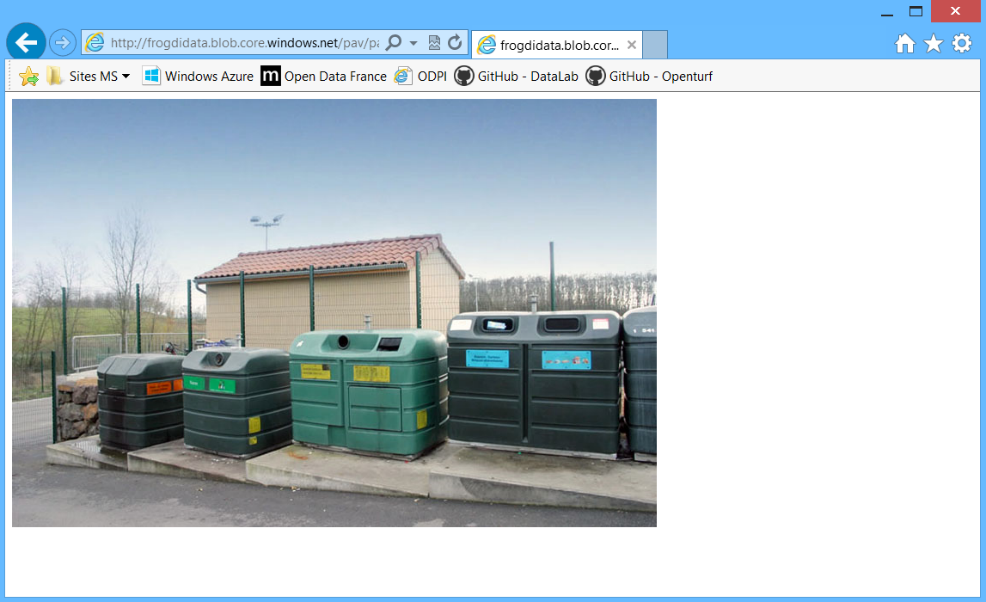 http://frogdidata.blob.core.windows.net/pav/pa
frogdidata.blob.cor...
Sites MS
Windows Azure
m
Open Data France
ODPI
GitHub - DataLab
GitHub - Openturf